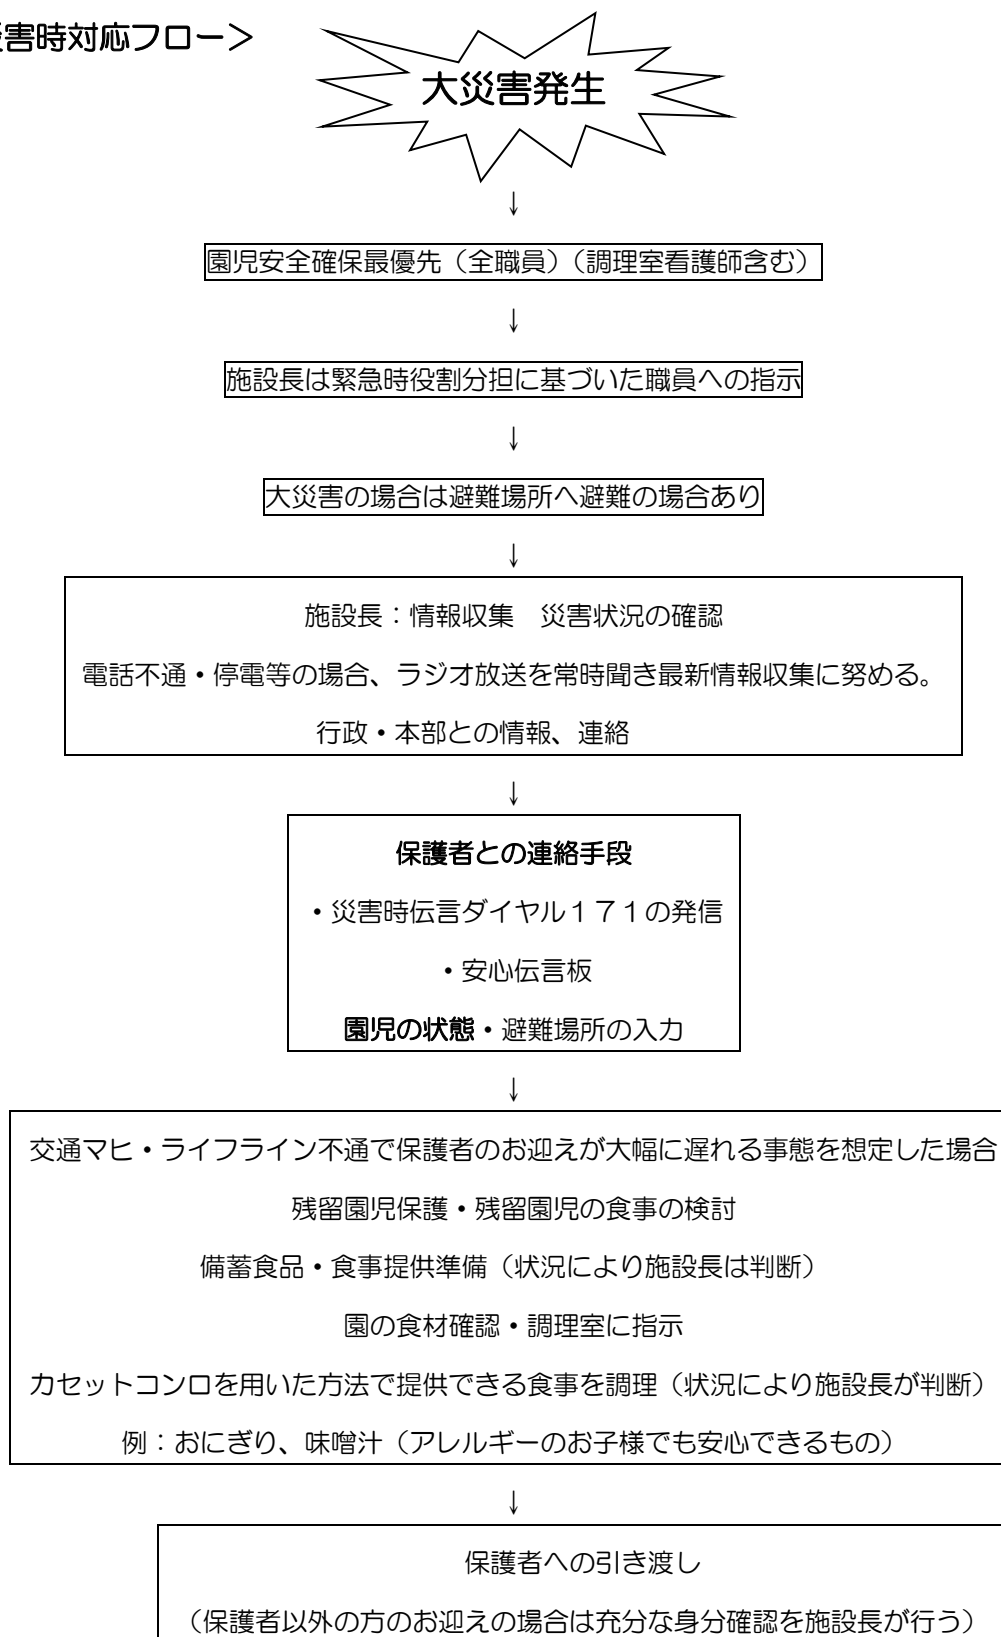 害時対応フロー＞
大災害発生
↓
園児安全確保最優先（全職員）（調理室看護師含む）
↓
施設長は緊急時役割分担に基づいた職員への指示
↓
大災害の場合は避難場所へ避難の場合あり
↓
施設長：情報収集　災害状況の確認
電話不通・停電等の場合、ラジオ放送を常時聞き最新情報収集に努める。
行政・本部との情報、連絡
↓
保護者との連絡手段
・災害時伝言ダイヤル１７１の発信
・安心伝言板
園児の状態・避難場所の入力
↓
交通マヒ・ライフライン不通で保護者のお迎えが大幅に遅れる事態を想定した場合
残留園児保護・残留園児の食事の検討
備蓄食品・食事提供準備（状況により施設長は判断）
園の食材確認・調理室に指示
カセットコンロを用いた方法で提供できる食事を調理（状況により施設長が判断）
例：おにぎり、味噌汁（アレルギーのお子様でも安心できるもの）
↓
保護者への引き渡し
（保護者以外の方のお迎えの場合は充分な身分確認を施設長が行う）